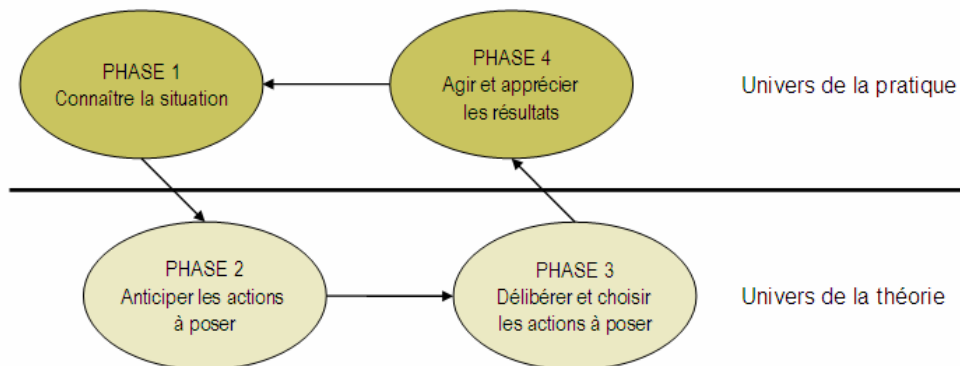 PHASE 1
Connaître la situation
PHASE 4
Agir et apprécier
les résultats
Univers de la pratique
PHASE 2
Anticiper les actions
à poser
PHASE 3
Délibérer et choisir
les actions à poser
Univers de la théorie